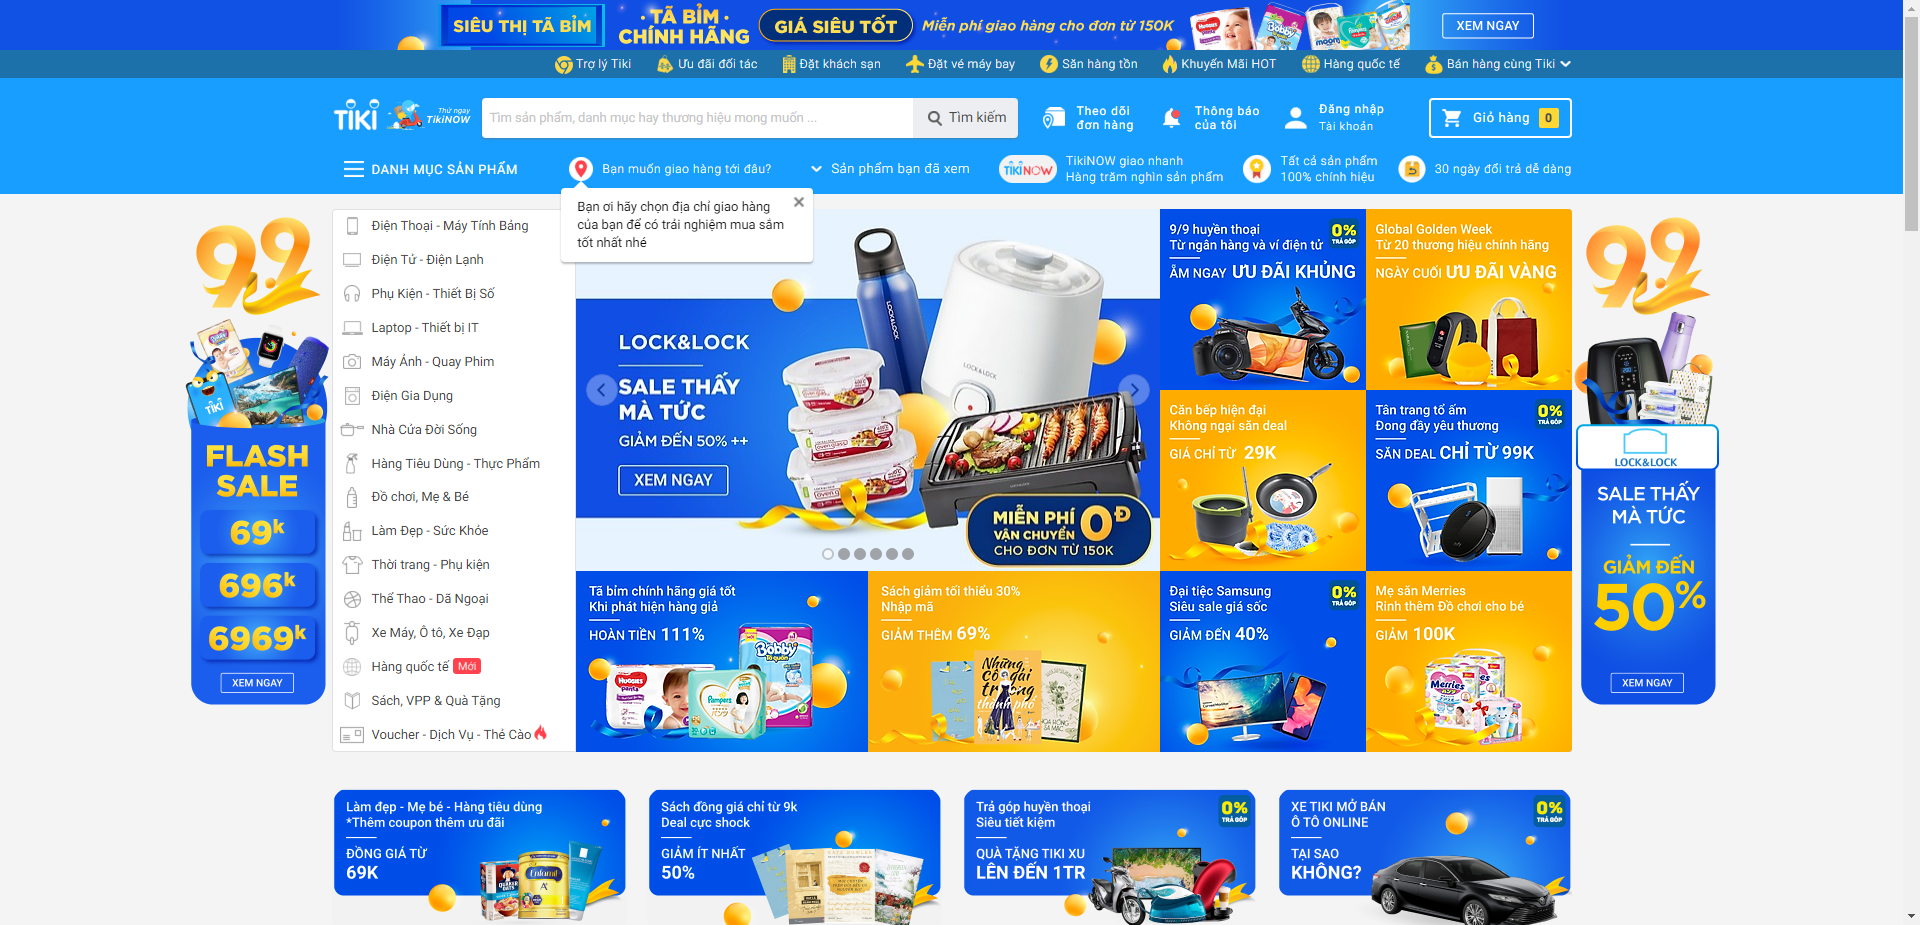 SIÊU THỊ TÃ BỈM
TÃ BỈM
CHÍNH HÃNG
GIÁ SIÊU TỐT
Miễn phí giao hàng cho đơn từ 150K
XEM NGAY
Trợ lý Tiki
Ưu đãi đối tác
Đặt khách sạn
Đặt vé máy bay
Săn hàng tồn
Khuyến Mãi HOT
Hàng quốc tế
Bán hàng cùng Tiki
TIKI
Thử ngay
TikiNOW
Tìm sản phẩm, danh mục hay thương hiệu mong muốn ...
Tìm kiếm
Theo dõi
đơn hàng
Thông báo
của tôi
Đăng nhập
Tài khoản
Giỏ hàng 0
DANH MỤC SẢN PHẨM
Bạn muốn giao hàng tới đâu?
Sản phẩm bạn đã xem
TIKINOW
TikiNOW giao nhanh
Hàng trăm nghìn sản phẩm
Tất cả sản phẩm
100% chính hiệu
30 ngày đổi trả dễ dàng
Bạn ơi hãy chọn địa chỉ giao hàng
của bạn để có trải nghiệm mua sắm
tốt nhất nhé
Điện Thoại - Máy Tính Bảng
Điện Tử - Điện Lạnh
Phụ Kiện - Thiết Bị Số
Laptop - Thiết bị IT
Máy Ảnh - Quay Phim
Điện Gia Dụng
Nhà Cửa Đời Sống
Hàng Tiêu Dùng - Thực Phẩm
Đồ chơi, Mẹ & Bé
Làm Đẹp - Sức Khỏe
Thời trang - Phụ kiện
Thể Thao - Dã Ngoại
Xe Máy, Ô tô, Xe Đạp
Hàng quốc tế Mới
Sách, VPP & Quà Tặng
Voucher - Dịch Vụ - Thẻ Cào
9.9
TIKI
FLASH
SALE
69k
696k
6969k
XEM NGAY
LOCK&LOCK
SALE THẤY
MÀ TỨC
GIẢM ĐẾN 50% ++
XEM NGAY
LOCK&LOCK
LOCK&LOCK
MIỄN PHÍ
VẬN CHUYỂN
0Đ
CHO ĐƠN TỪ 150K
9/9 huyền thoại
Từ ngân hàng và ví điện tử
ẴM NGAY ƯU ĐÃI KHỦNG
0%
TRẢ GÓP
Global Golden Week
Từ 20 thương hiệu chính hãng
NGÀY CUỐI ƯU ĐÃI VÀNG
Căn bếp hiện đại
Không ngại săn deal
GIÁ CHỈ TỪ 29K
Tân trang tổ ấm
Đong đầy yêu thương
SĂN DEAL CHỈ TỪ 99K
0%
TRẢ GÓP
Tã bỉm chính hãng giá tốt
Khi phát hiện hàng giả
HOÀN TIỀN 111%
HUGGIES
Pampers
Bobby
Sách giảm tối thiểu 30%
Nhập mã
GIẢM THÊM 69%
Những
cô gái
trong
thành phố
Đại tiệc Samsung
Siêu sale giá sốc
GIẢM ĐẾN 40%
0%
TRẢ GÓP
Mẹ săn Merries
Rinh thêm Đồ chơi cho bé
GIẢM 100K
Merries
9.9
LOCK&LOCK
SALE THẤY
MÀ TỨC
GIẢM ĐẾN
50%
XEM NGAY
Làm đẹp - Mẹ bé - Hàng tiêu dùng
*Thêm coupon thêm ưu đãi
ĐỒNG GIÁ TỪ
69K
QUAKER
OATS
Enfamil
A+
Sách đồng giá chỉ từ 9k
Deal cực shock
GIẢM ÍT NHẤT
50%
Trả góp huyền thoại
Siêu tiết kiệm
QUÀ TẶNG TIKI XU
LÊN ĐẾN 1TR
0%
TRẢ GÓP
XE TIKI MỞ BÁN
Ô TÔ ONLINE
TẠI SAO
KHÔNG?
0%
TRẢ GÓP